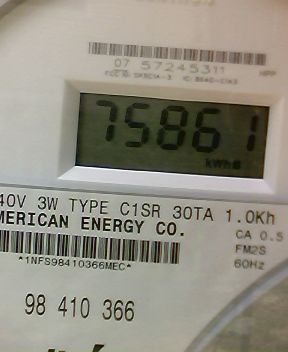 07 57245311
HPP
75861
kWh
40V 3W TYPE C1SR 30TA 1.0Kh
MERICAN ENERGY CO.
CA 0.5
FM2S
*1NFS98410366MEC*
60Hz
98 410 366